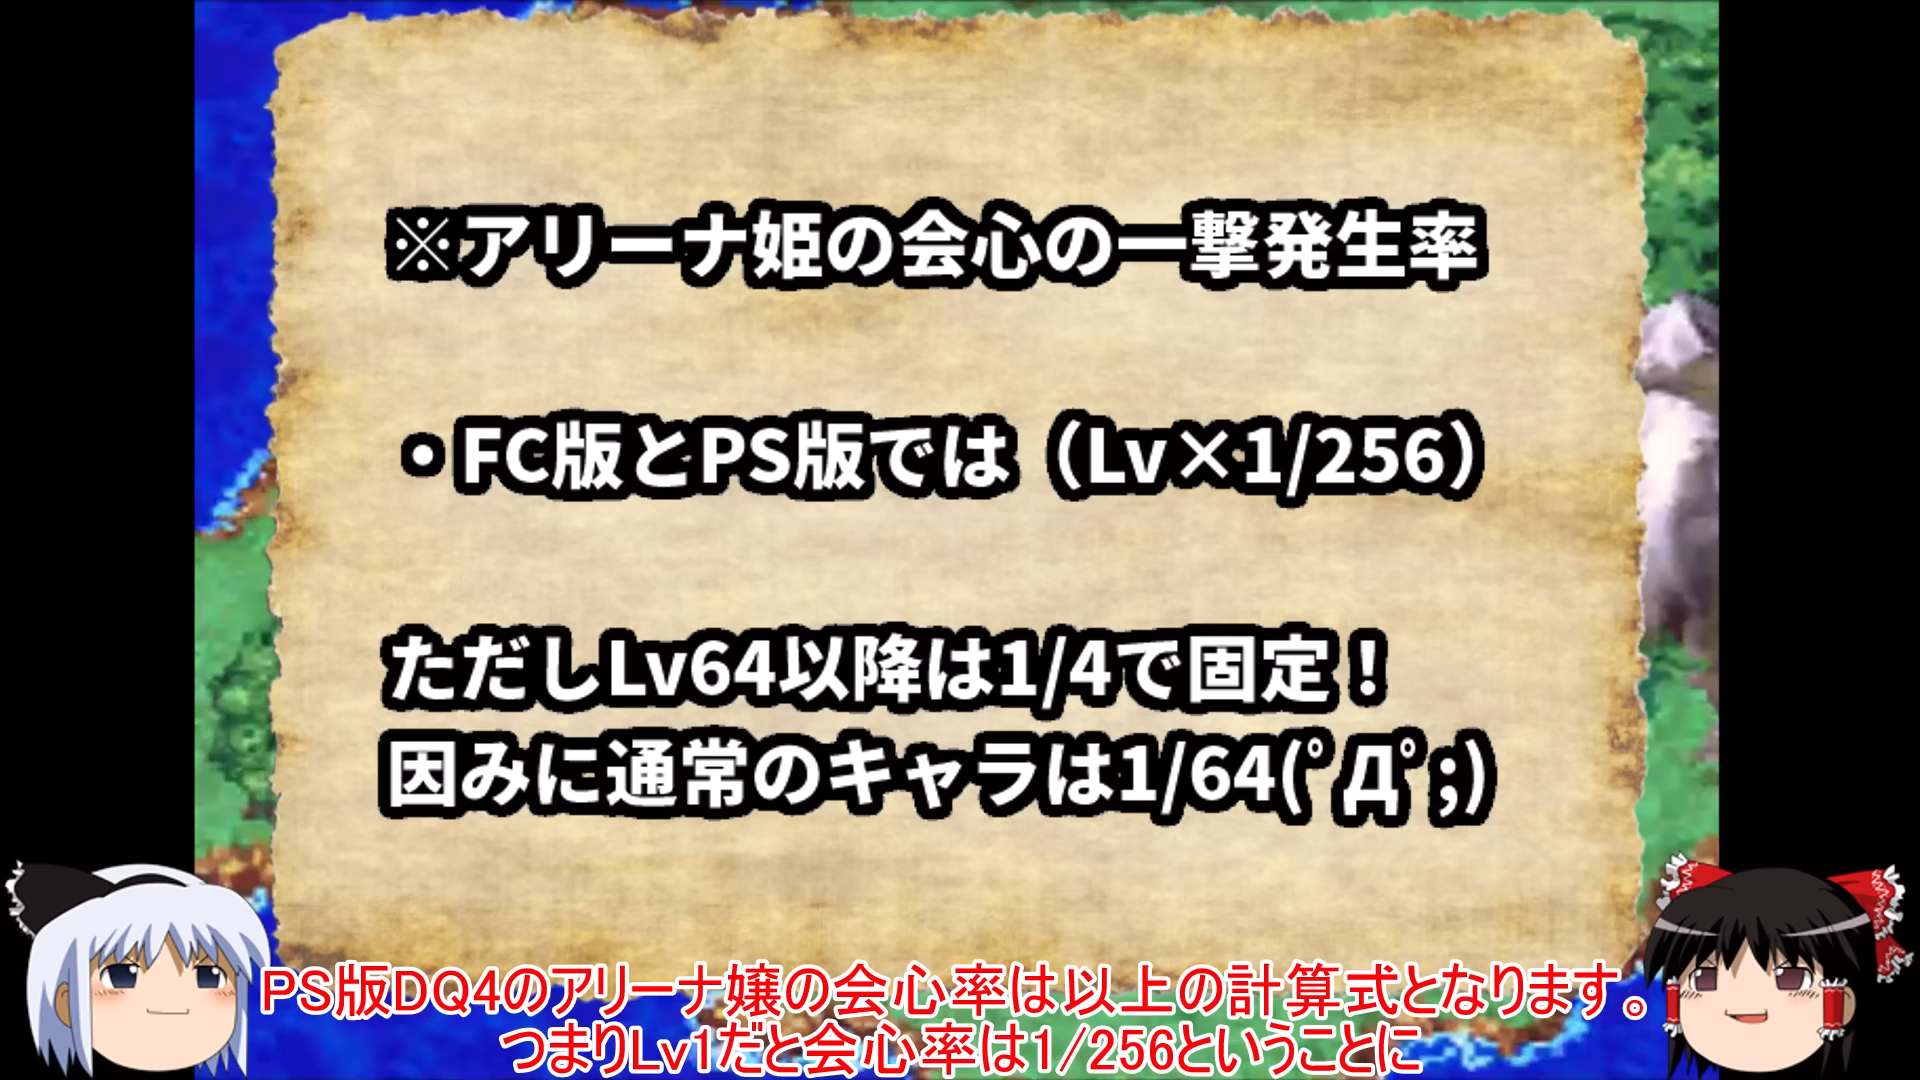 ※アリーナ姫の会心の一撃発生率
・FC版とPS版では（Lv×1/256）
ただしLv64以降は1/4で固定！
因みに通常のキャラは1/64(ﾟДﾟ;)
PS版DQ4のアリーナ嬢の会心率は以上の計算式となります。
つまりLv1だと会心率は1/256ということに